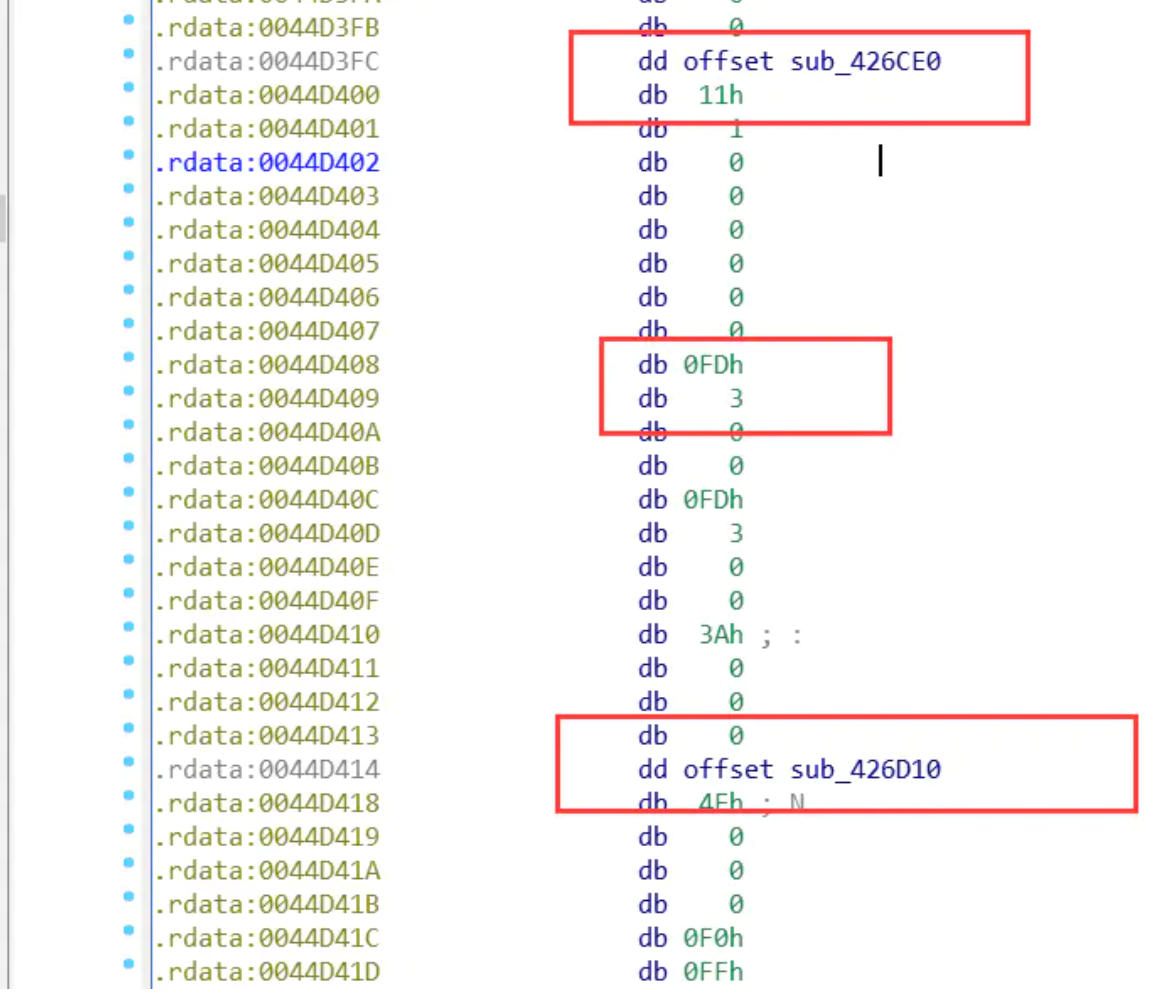 .rdata:0044D3FB db 0
.rdata:0044D3FC dd offset sub_426CE0
.rdata:0044D400 db 11h
.rdata:0044D401 db 1
.rdata:0044D402 db 0
.rdata:0044D403 db 0
.rdata:0044D404 db 0
.rdata:0044D405 db 0
.rdata:0044D406 db 0
.rdata:0044D407 db 0
.rdata:0044D408 db 0FDh
.rdata:0044D409 db 3
.rdata:0044D40A db 0
.rdata:0044D40B db 0
.rdata:0044D40C db 0FDh
.rdata:0044D40D db 3
.rdata:0044D40E db 0
.rdata:0044D40F db 0
.rdata:0044D410 db 3Ah ; :
.rdata:0044D411 db 0
.rdata:0044D412 db 0
.rdata:0044D413 db 0
.rdata:0044D414 dd offset sub_426D10
.rdata:0044D418 db 4Eh ; N
.rdata:0044D419 db 0
.rdata:0044D41A db 0
.rdata:0044D41B db 0
.rdata:0044D41C db 0F0h
.rdata:0044D41D db 0FFh